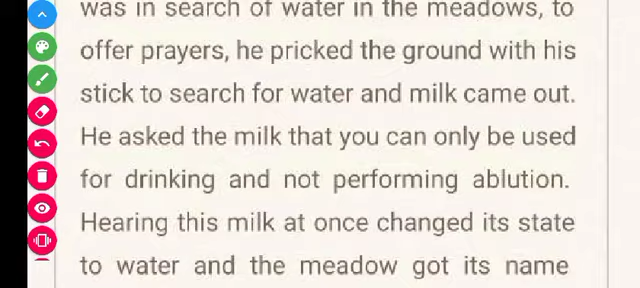 was in search of water in the meadows, to
offer prayers, he pricked the ground with his
stick to search for water and milk came out.
He asked the milk that you can only be used
for drinking and not performing ablution.
Hearing this milk at once changed its state
to water and the meadow got its name